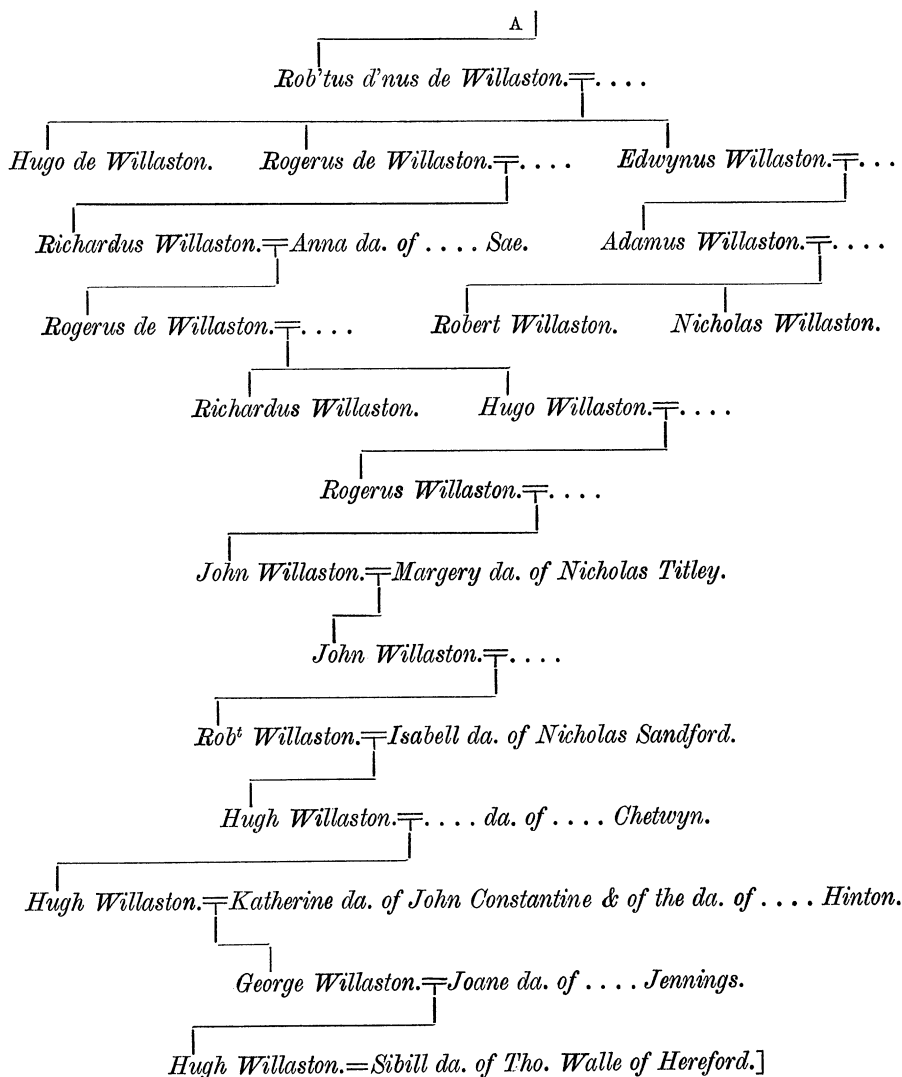 A
Rob'tus d'nus de Willaston.=. . . .
Hugo de Willaston. Rogerus de Willaston.=. . . . Edwynus Willaston.=. . .
Richardus Willaston.=Anna da. of . . . . Sae. Adamus Willaston.=. . . .
Rogerus de Willaston.=. . . . Robert Willaston. Nicholas Willaston.
Richardus Willaston. Hugo Willaston.=. . . .
Rogerus Willaston.=. . . .
John Willaston.=Margery da. of Nicholas Titley.
John Willaston.=. . . .
Robᵗ Willaston.=Isabell da. of Nicholas Sandford.
Hugh Willaston.=. . . . da. of . . . . Chetwyn.
Hugh Willaston.=Katherine da. of John Constantine & of the da. of . . . . Hinton.
George Willaston.=Joane da. of . . . . Jennings.
Hugh Willaston.=Sibill da. of Tho. Walle of Hereford.]